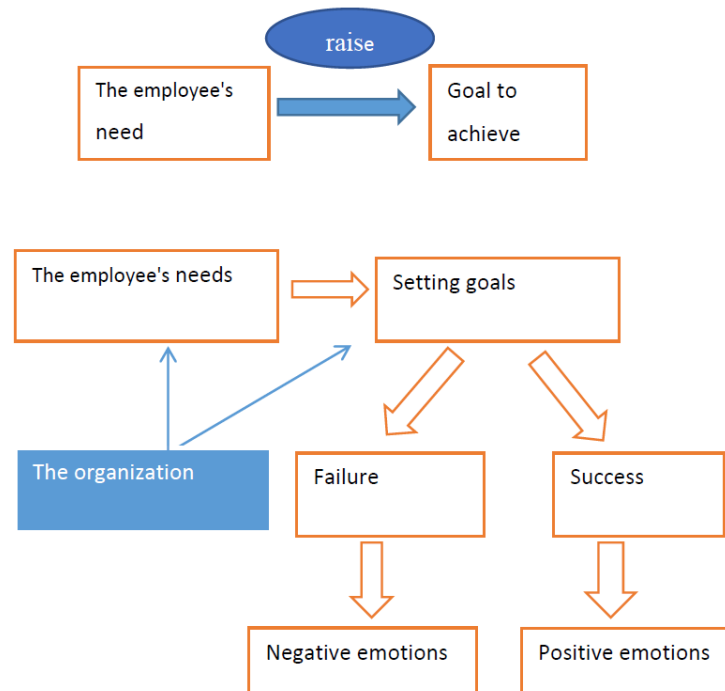 raise
The employee's
need
Goal to
achieve
The employee's needs
Setting goals
The organization
Failure
Success
Negative emotions
Positive emotions